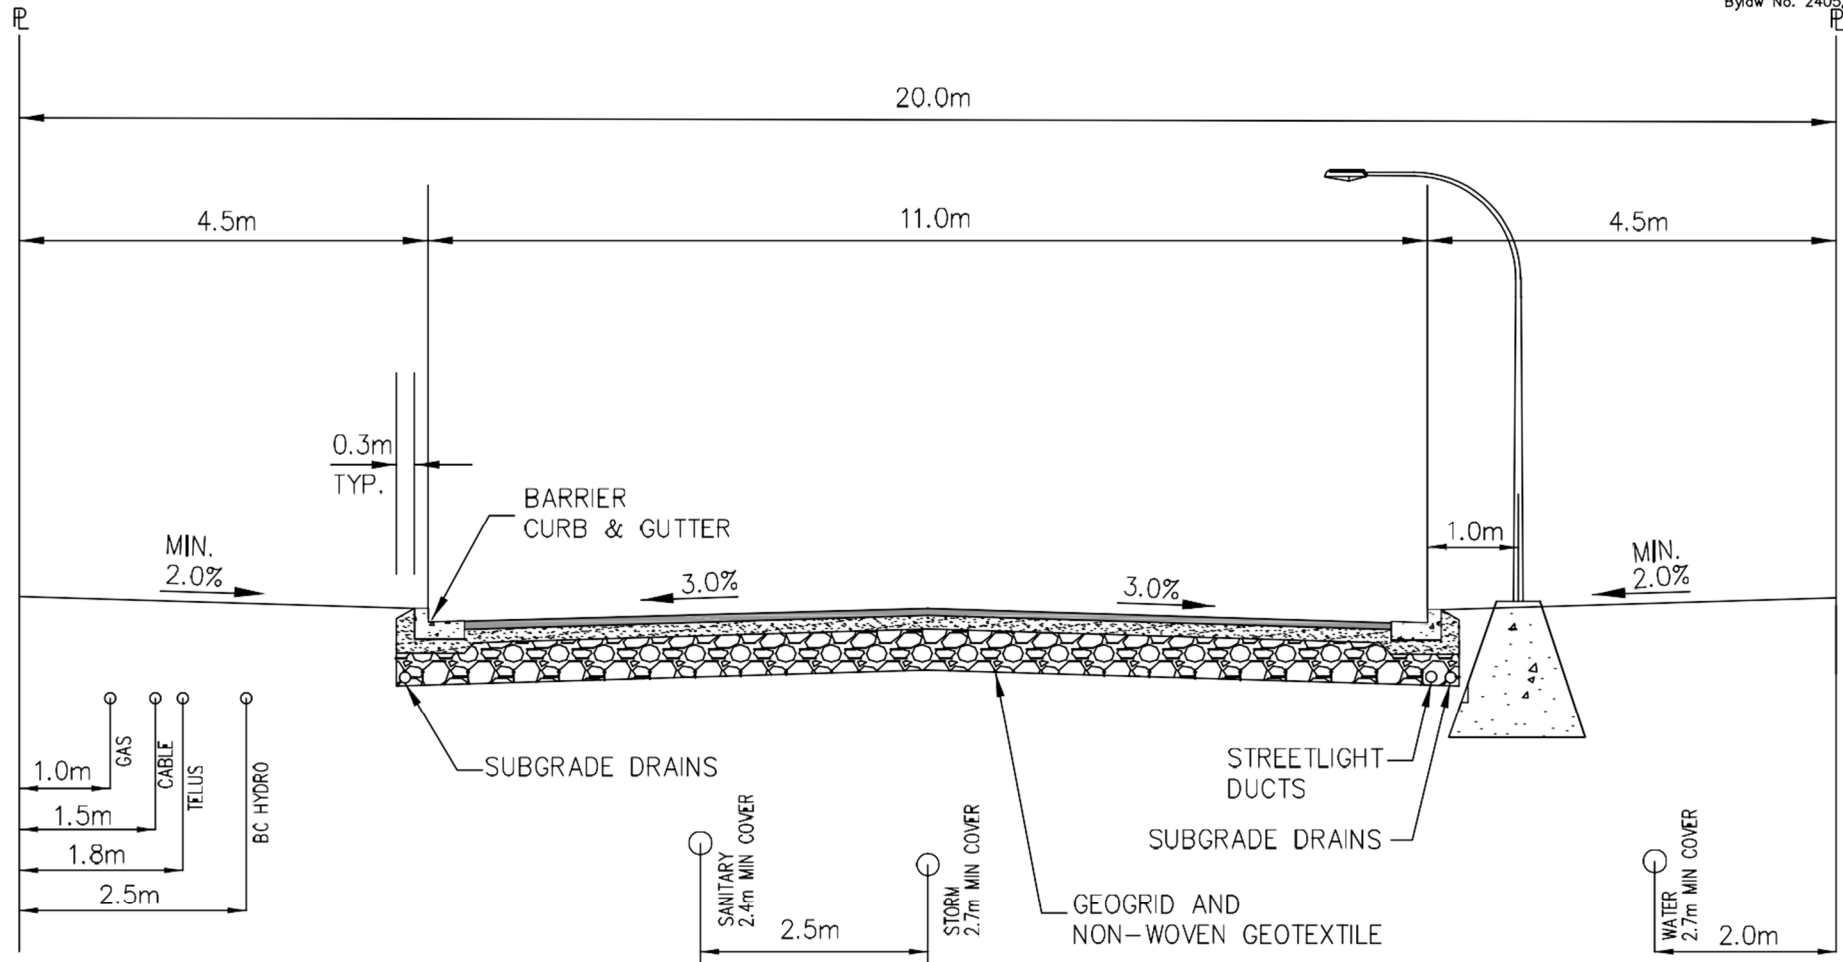 Bylaw No. 2405
PL
PL
20.0m
4.5m
11.0m
4.5m
0.3m
TYP.
BARRIER
CURB & GUTTER
MIN.
2.0%
3.0%
3.0%
1.0m
MIN.
2.0%
GAS
CABLE
TELUS
BC HYDRO
1.0m
1.5m
1.8m
2.5m
SUBGRADE DRAINS
STREETLIGHT
DUCTS
SUBGRADE DRAINS
SANITARY
2.4m MIN COVER
STORM
2.7m MIN COVER
2.5m
GEOGRID AND
NON-WOVEN GEOTEXTILE
WATER
2.7m MIN COVER
2.0m